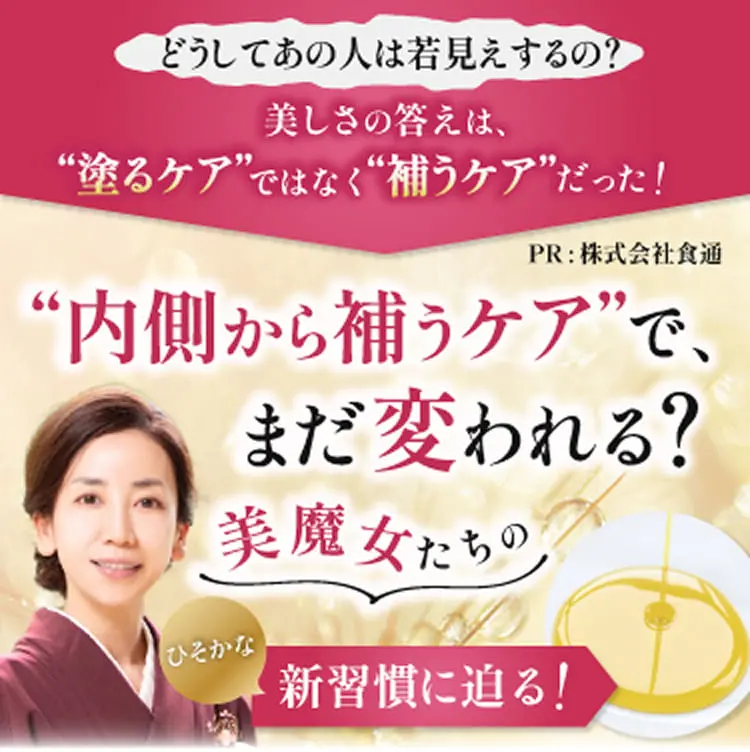 どうしてあの人は若見えするの?
美しさの答えは、
“塗るケア”ではなく“補うケア”だった!
PR:株式会社食通
“内側から補うケア”で、
まだ変われる?
美魔女たちの
ひそかな
新習慣に迫る!